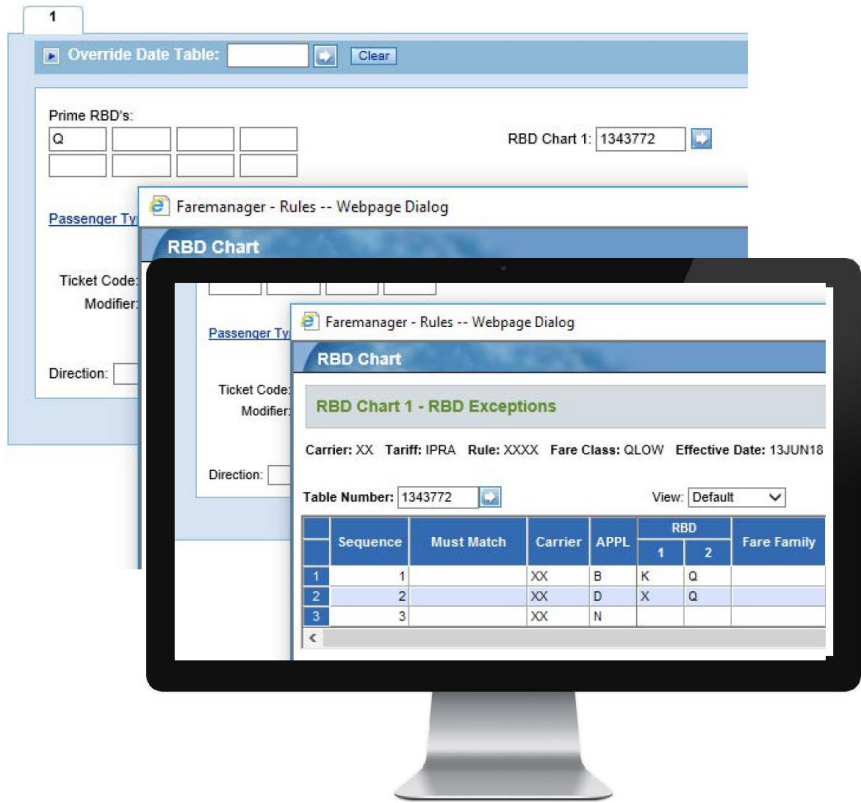 1
Override Date Table: Clear
Prime RBD's:
Q
RBD Chart 1: 1343772
Faremanager - Rules -- Webpage Dialog
Passenger Ty
RBD Chart
Ticket Code:
Modifier:
Direction:
Passenger Ty
Ticket Code:
Modifier:
Direction:
Faremanager - Rules -- Webpage Dialog
RBD Chart
RBD Chart 1 - RBD Exceptions
Carrier: XX Tariff: IPRA Rule: XXXX Fare Class: QLOW Effective Date: 13JUN18
Table Number: 1343772 View: Default
Sequence Must Match Carrier APPL RBD Fare Family
1 2
1 1 XX B K Q
2 2 XX D X Q
3 3 XX N